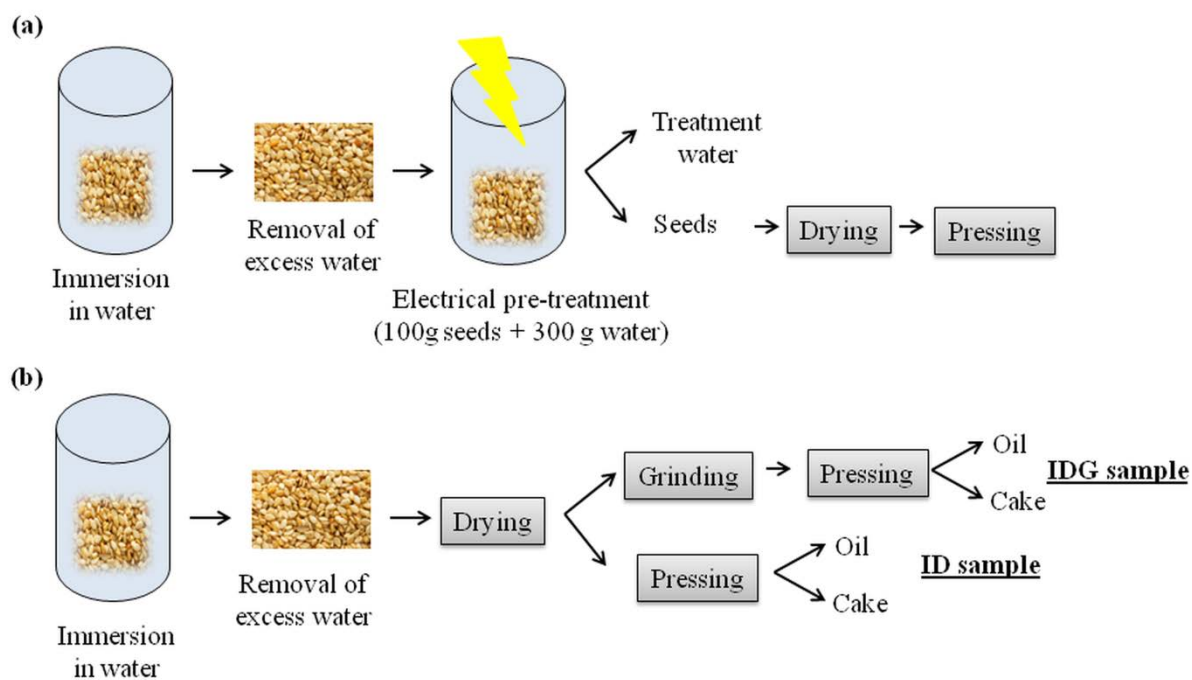 (a)
Immersion
in water
Removal of
excess water
Electrical pre-treatment
(100g seeds + 300 g water)
Treatment
water
Seeds
Drying
Pressing
(b)
Immersion
in water
Removal of
excess water
Drying
Grinding
Pressing
Oil
Cake
IDG sample
Pressing
Oil
Cake
ID sample